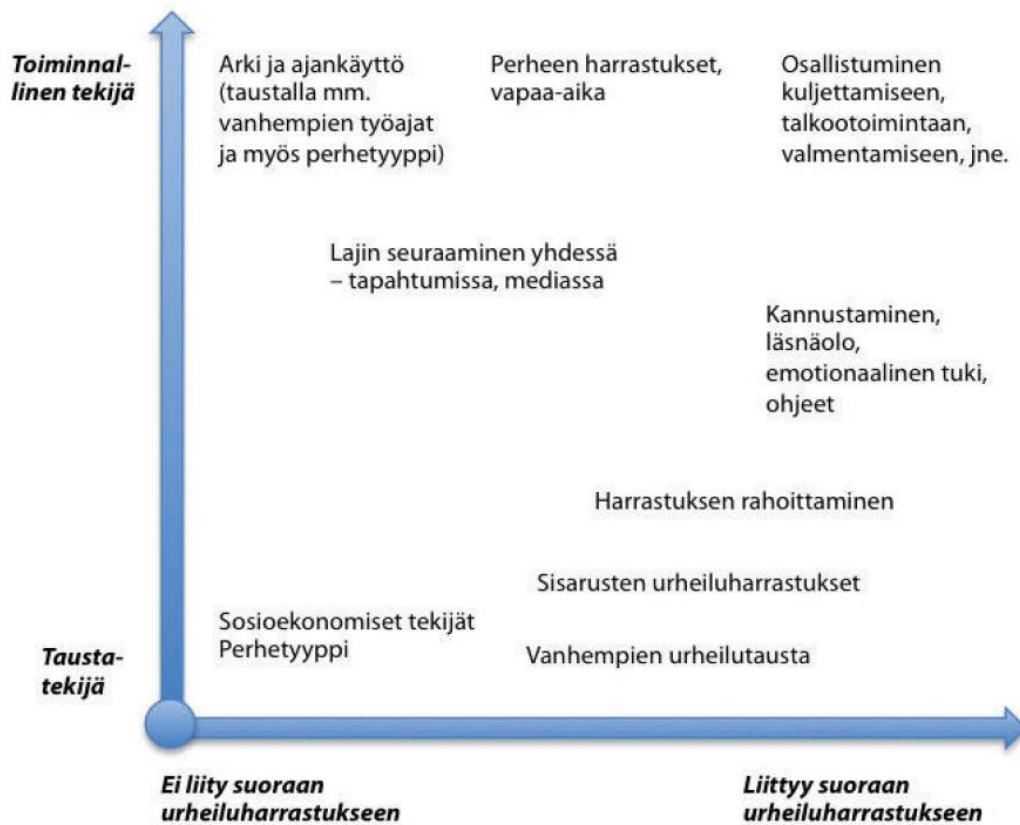 Toiminnal-
linen tekijä
Arki ja ajankäyttö
(taustalla mm.
vanhempien työajat
ja myös perhetyyppi)
Perheen harrastukset,
vapaa-aika
Osallistuminen
kuljettamiseen,
talkootoimintaan,
valmentamiseen, jne.
Lajin seuraaminen yhdessä
– tapahtumissa, mediassa
Kannustaminen,
läsnäolo,
emotionaalinen tuki,
ohjeet
Harrastuksen rahoittaminen
Sisarusten urheiluharrastukset
Sosioekonomiset tekijät
Perhetyyppi
Vanhempien urheilutausta
Tausta-
tekijä
Ei liity suoraan
urheiluharrastukseen
Liittyy suoraan
urheiluharrastukseen